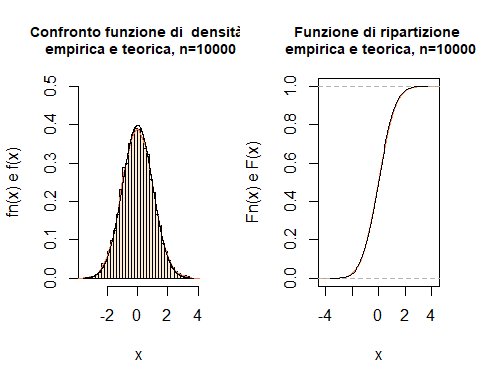 Confronto funzione di  densità
empirica e teorica, n=10000
fn(x) e f(x)
0.5
0.4
0.3
0.2
0.1
0.0
-2 0 2 4
x
Funzione di ripartizione
empirica e teorica, n=10000
Fn(x) e F(x)
1.0
0.8
0.6
0.4
0.2
0.0
-4 0 2 4
x